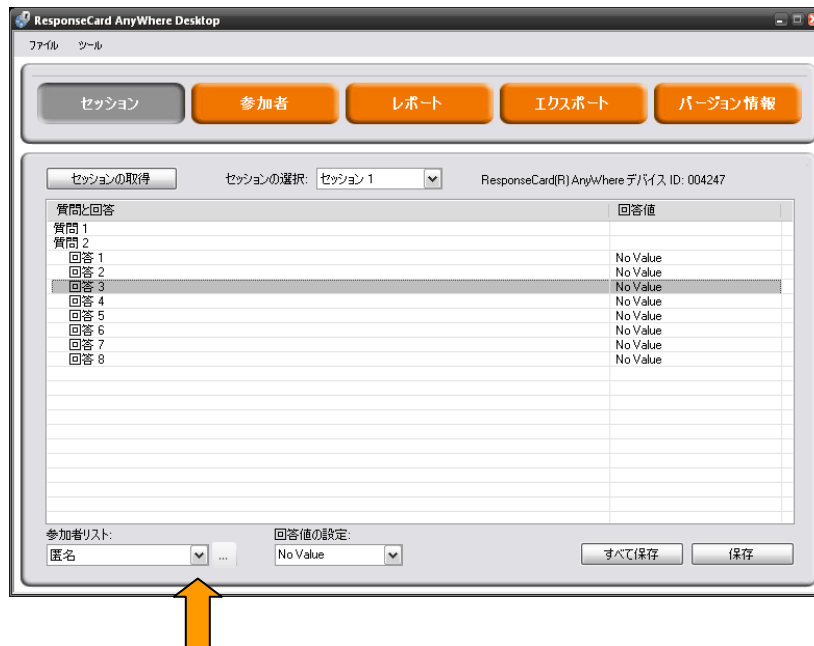 ResponseCard AnyWhere Desktop
ファイル ツール
セッション 参加者 レポート エクスポート バージョン情報
セッションの取得 セッションの選択: セッション 1 ResponseCard(R) AnyWhere デバイス ID: 004247
質問と回答 回答値
質問 1
質問 2
回答 1 No Value
回答 2 No Value
回答 3 No Value
回答 4 No Value
回答 5 No Value
回答 6 No Value
回答 7 No Value
回答 8 No Value
参加者リスト: 回答値の設定:
匿名 ... No Value すべて保存 保存